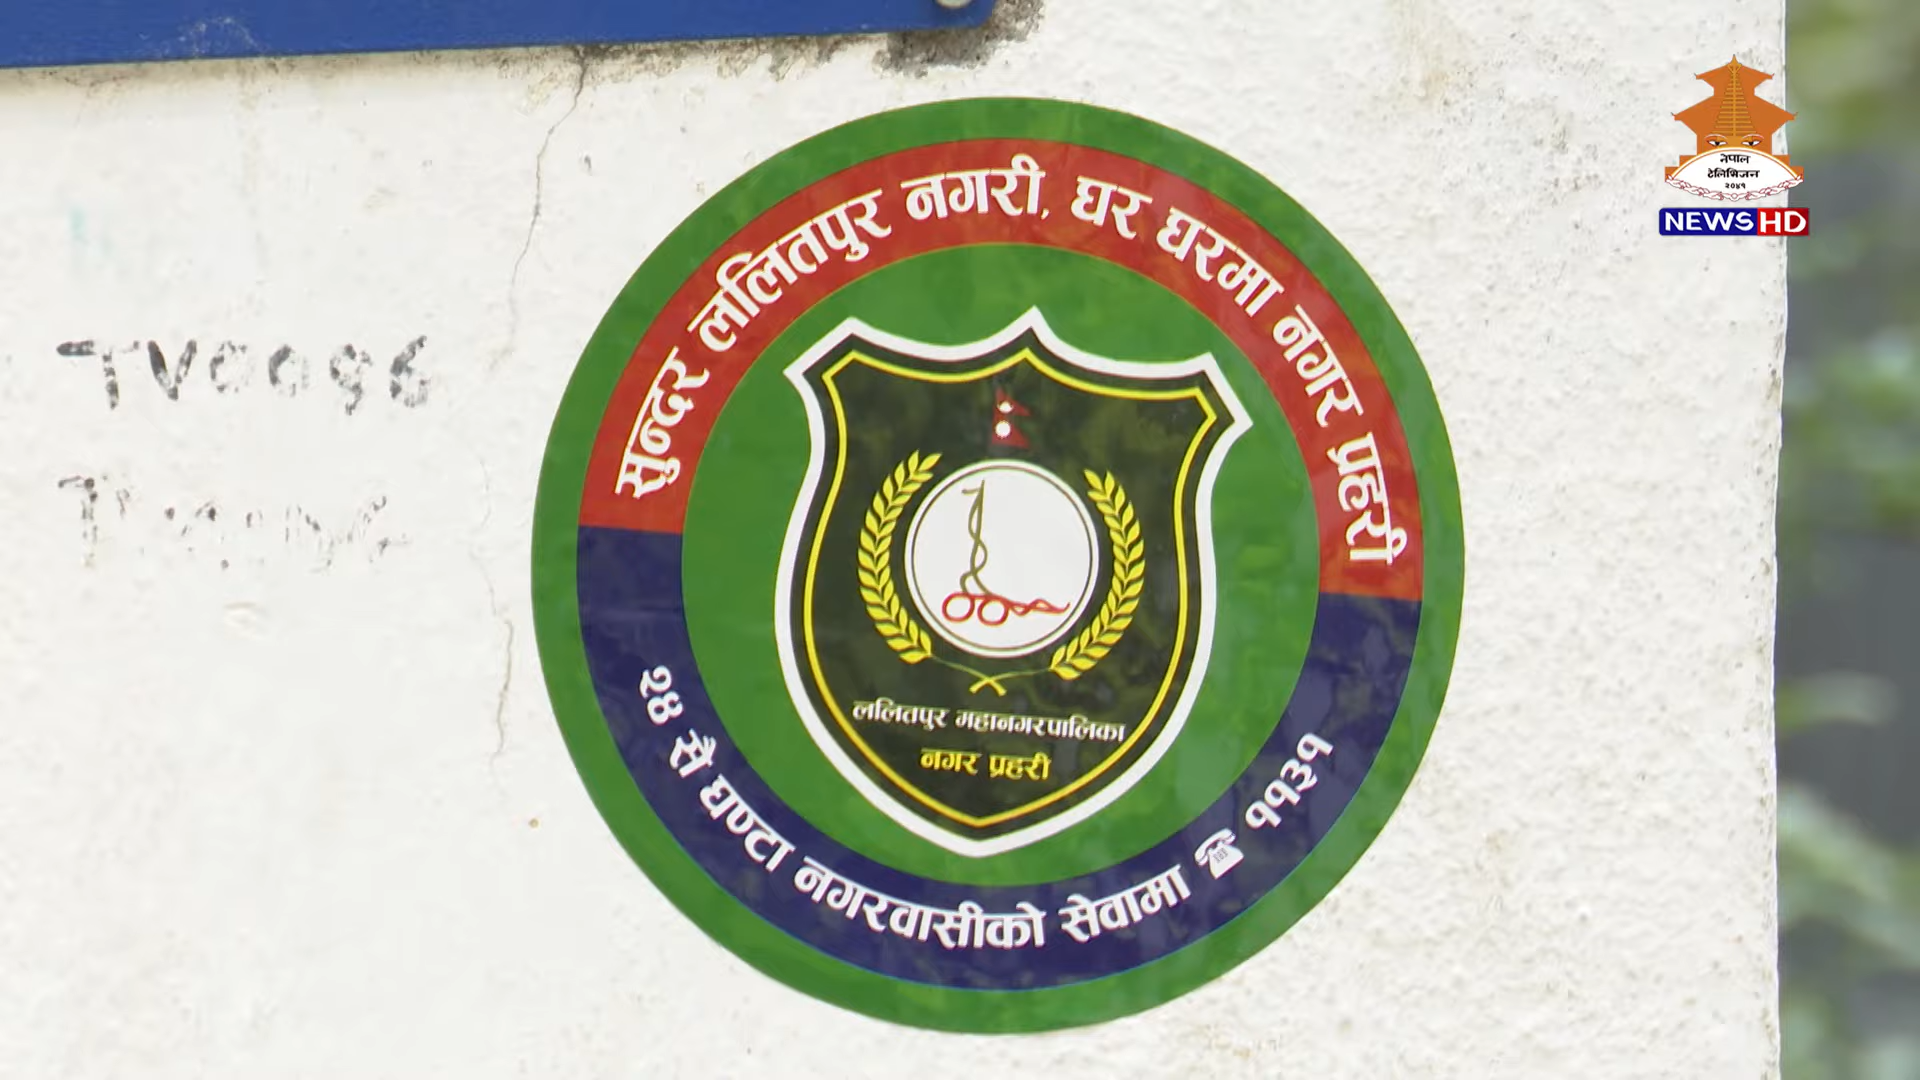 सुन्दर ललितपुर नगरी, घर घरमा नगर प्रहरी
ललितपुर महानगरपालिका
नगर प्रहरी
२४ सै घण्टा नगरवासीको सेवामा ☎ ११३१
TV0096
नेपाल
टेलिभिजन
२०४१
NEWS HD